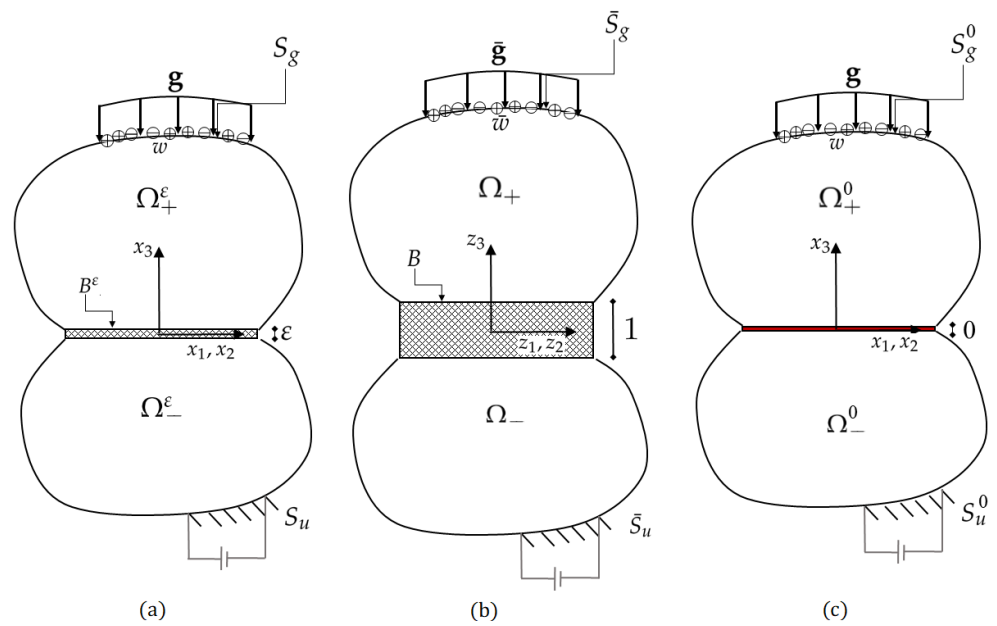 g
S_g
w
Ω^ε_+
x_3
B^ε
x_1, x_2
ε
Ω^ε_−
S_u
(a)
ḡ
S̄_g
w̄
Ω_+
z_3
B
z_1, z_2
1
Ω_−
S̄_u
(b)
g
S^0_g
w
Ω^0_+
x_3
x_1, x_2
0
Ω^0_−
S^0_u
(c)